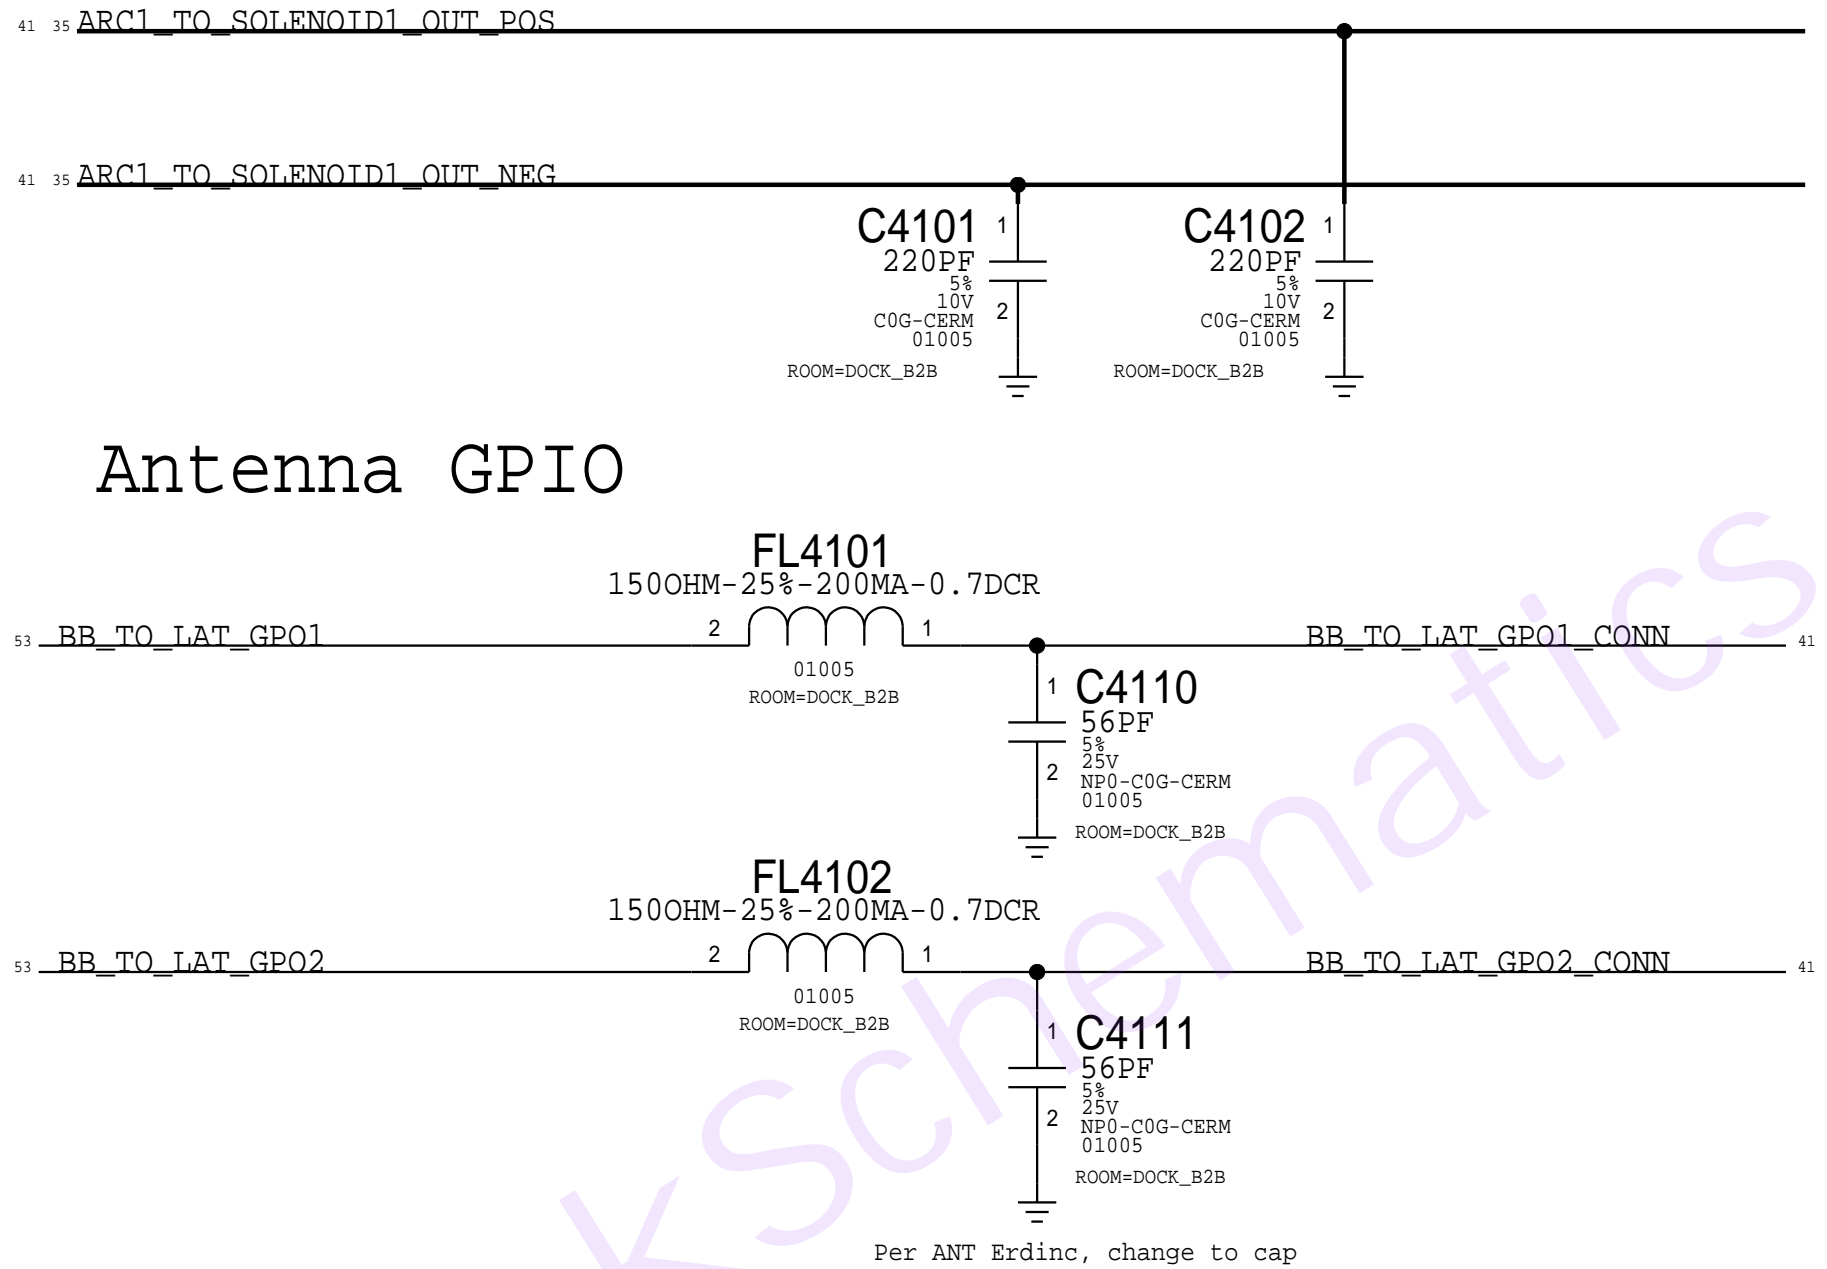 41 35 ARC1_TO_SOLENOID1_OUT_POS
41 35 ARC1_TO_SOLENOID1_OUT_NEG
C4101 1
220PF
5%
10V
2
C0G-CERM
01005
ROOM=DOCK_B2B
C4102 1
220PF
5%
10V
2
C0G-CERM
01005
ROOM=DOCK_B2B
Antenna GPIO
FL4101
150OHM-25%-200MA-0.7DCR
53 BB_TO_LAT_GPO1 2 1 BB_TO_LAT_GPO1_CONN 41
01005
ROOM=DOCK_B2B
1 C4110
56PF
5%
25V
2
NP0-C0G-CERM
01005
ROOM=DOCK_B2B
FL4102
150OHM-25%-200MA-0.7DCR
53 BB_TO_LAT_GPO2 2 1 BB_TO_LAT_GPO2_CONN 41
01005
ROOM=DOCK_B2B
1 C4111
56PF
5%
25V
2
NP0-C0G-CERM
01005
ROOM=DOCK_B2B
Per ANT Erdinc, change to cap
kSchematics